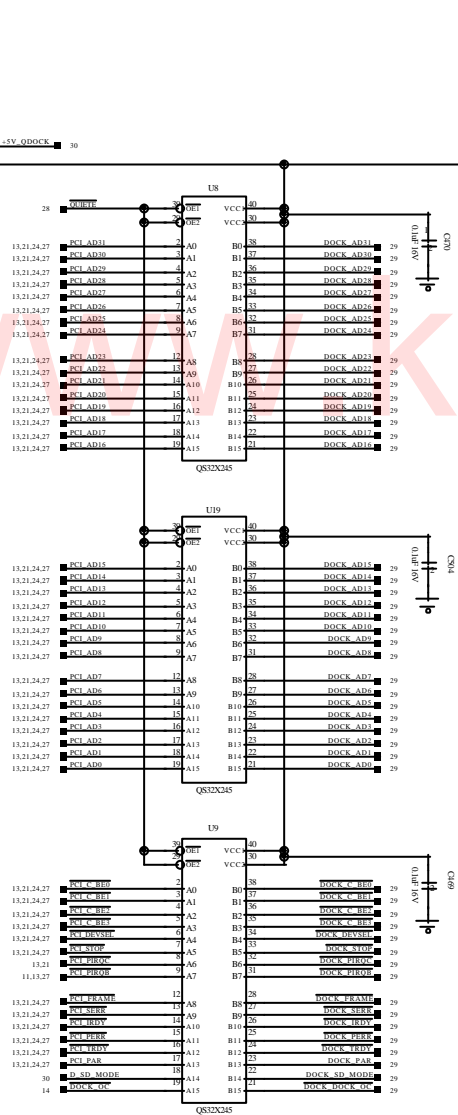 +5V_QDOCK 30
U8
28 QUIETE 39 OE1 VCC 40
29 OE2 VCC 30
C470
0.1uF 16V
13,21,24,27 PCI_AD31 2 A0 B0 38 DOCK_AD31 29
13,21,24,27 PCI_AD30 3 A1 B1 37 DOCK_AD30 29
13,21,24,27 PCI_AD29 4 A2 B2 36 DOCK_AD29 29
13,21,24,27 PCI_AD28 5 A3 B3 35 DOCK_AD28 29
13,21,24,27 PCI_AD27 6 A4 B4 34 DOCK_AD27 29
13,21,24,27 PCI_AD26 7 A5 B5 33 DOCK_AD26 29
13,21,24,27 PCI_AD25 8 A6 B6 32 DOCK_AD25 29
13,21,24,27 PCI_AD24 9 A7 B7 31 DOCK_AD24 29
13,21,24,27 PCI_AD23 12 A8 B8 28 DOCK_AD23 29
13,21,24,27 PCI_AD22 13 A9 B9 27 DOCK_AD22 29
13,21,24,27 PCI_AD21 14 A10 B10 26 DOCK_AD21 29
13,21,24,27 PCI_AD20 15 A11 B11 25 DOCK_AD20 29
13,21,24,27 PCI_AD19 16 A12 B12 24 DOCK_AD19 29
13,21,24,27 PCI_AD18 17 A13 B13 23 DOCK_AD18 29
13,21,24,27 PCI_AD17 18 A14 B14 22 DOCK_AD17 29
13,21,24,27 PCI_AD16 19 A15 B15 21 DOCK_AD16 29
QS32X245
U19
39 OE1 VCC 40
29 OE2 VCC 30
C504
0.1uF 16V
13,21,24,27 PCI_AD15 2 A0 B0 38 DOCK_AD15 29
13,21,24,27 PCI_AD14 3 A1 B1 37 DOCK_AD14 29
13,21,24,27 PCI_AD13 4 A2 B2 36 DOCK_AD13 29
13,21,24,27 PCI_AD12 5 A3 B3 35 DOCK_AD12 29
13,21,24,27 PCI_AD11 6 A4 B4 34 DOCK_AD11 29
13,21,24,27 PCI_AD10 7 A5 B5 33 DOCK_AD10 29
13,21,24,27 PCI_AD9 8 A6 B6 32 DOCK_AD9 29
13,21,24,27 PCI_AD8 9 A7 B7 31 DOCK_AD8 29
13,21,24,27 PCI_AD7 12 A8 B8 28 DOCK_AD7 29
13,21,24,27 PCI_AD6 13 A9 B9 27 DOCK_AD6 29
13,21,24,27 PCI_AD5 14 A10 B10 26 DOCK_AD5 29
13,21,24,27 PCI_AD4 15 A11 B11 25 DOCK_AD4 29
13,21,24,27 PCI_AD3 16 A12 B12 24 DOCK_AD3 29
13,21,24,27 PCI_AD2 17 A13 B13 23 DOCK_AD2 29
13,21,24,27 PCI_AD1 18 A14 B14 22 DOCK_AD1 29
13,21,24,27 PCI_AD0 19 A15 B15 21 DOCK_AD0 29
QS32X245
U9
39 OE1 VCC 40
29 OE2 VCC 30
C469
0.1uF 16V
13,21,24,27 PCI_C_BE0 2 A0 B0 38 DOCK_C_BE0 29
13,21,24,27 PCI_C_BE1 3 A1 B1 37 DOCK_C_BE1 29
13,21,24,27 PCI_C_BE2 4 A2 B2 36 DOCK_C_BE2 29
13,21,24,27 PCI_C_BE3 5 A3 B3 35 DOCK_C_BE3 29
13,21,24,27 PCI_DEVSEL 6 A4 B4 34 DOCK_DEVSEL 29
13,21,24,27 PCI_STOP 7 A5 B5 33 DOCK_STOP 29
13,21 PCI_PIRQC 8 A6 B6 32 DOCK_PIRQC 29
11,13,27 PCI_PIRQB 9 A7 B7 31 DOCK_PIRQB 29
13,21,24,27 PCI_FRAME 12 A8 B8 28 DOCK_FRAME 29
13,21,24,27 PCI_SERR 13 A9 B9 27 DOCK_SERR 29
13,21,24,27 PCI_IRDY 14 A10 B10 26 DOCK_IRDY 29
13,21,24,27 PCI_PERR 15 A11 B11 25 DOCK_PERR 29
13,21,24,27 PCI_TRDY 16 A12 B12 24 DOCK_TRDY 29
13,21,24,27 PCI_PAR 17 A13 B13 23 DOCK_PAR 29
30 D_SD_MODE 18 A14 B14 22 DOCK_SD_MODE 29
14 DOCK_OC 19 A15 B15 21 DOCK_DOCK_OC 29
QS32X245